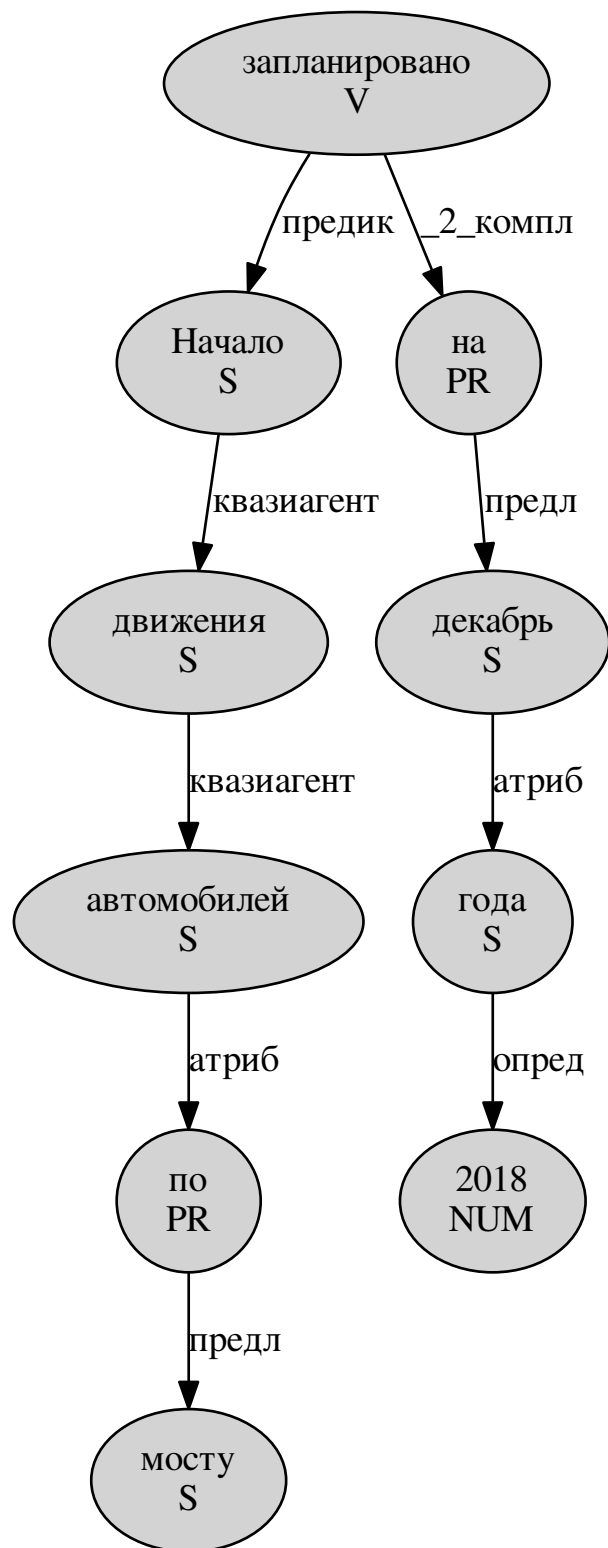 запланировано
V
предик
_2_компл
Начало
S
на
PR
квазиагент
предл
движения
S
декабрь
S
квазиагент
атриб
автомобилей
S
года
S
атриб
опред
по
PR
2018
NUM
предл
мосту
S